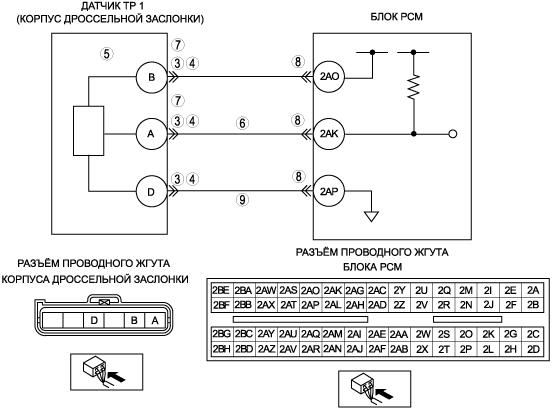 ДАТЧИК TP 1
(КОРПУС ДРОССЕЛЬНОЙ ЗАСЛОНКИ)
БЛОК PCM
5
7
3 4
8
B
2AO
7
3 4
6
8
A
2AK
3 4
9
8
D
2AP
РАЗЪЁМ ПРОВОДНОГО ЖГУТА
КОРПУСА ДРОССЕЛЬНОЙ ЗАСЛОНКИ
D B A
РАЗЪЁМ ПРОВОДНОГО ЖГУТА
БЛОКА PCM
2BE 2BA 2AW 2AS 2AO 2AK 2AG 2AC 2Y 2U 2Q 2M 2I 2E 2A
2BF 2BB 2AX 2AT 2AP 2AL 2AH 2AD 2Z 2V 2R 2N 2J 2F 2B
2BG 2BC 2AY 2AU 2AQ 2AM 2AI 2AE 2AA 2W 2S 2O 2K 2G 2C
2BH 2BD 2AZ 2AV 2AR 2AN 2AJ 2AF 2AB 2X 2T 2P 2L 2H 2D